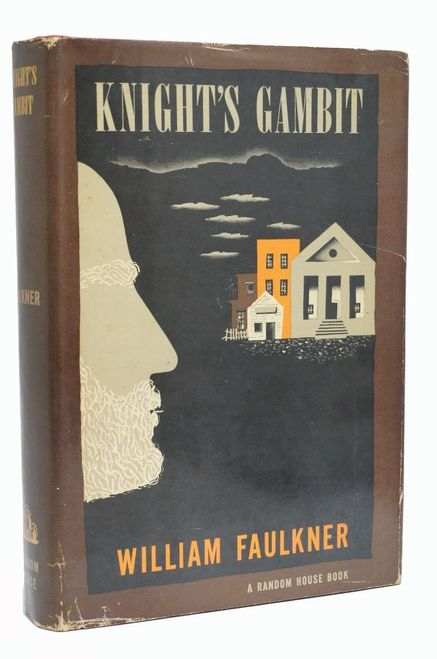 KNIGHT'S GAMBIT
WILLIAM FAULKNER
A RANDOM HOUSE BOOK